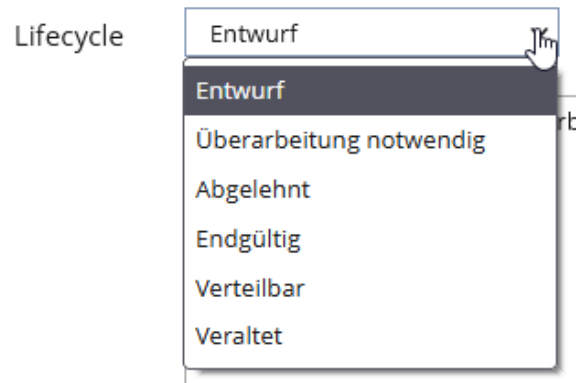 Lifecycle
Entwurf
Entwurf
Überarbeitung notwendig
Abgelehnt
Endgültig
Verteilbar
Veraltet